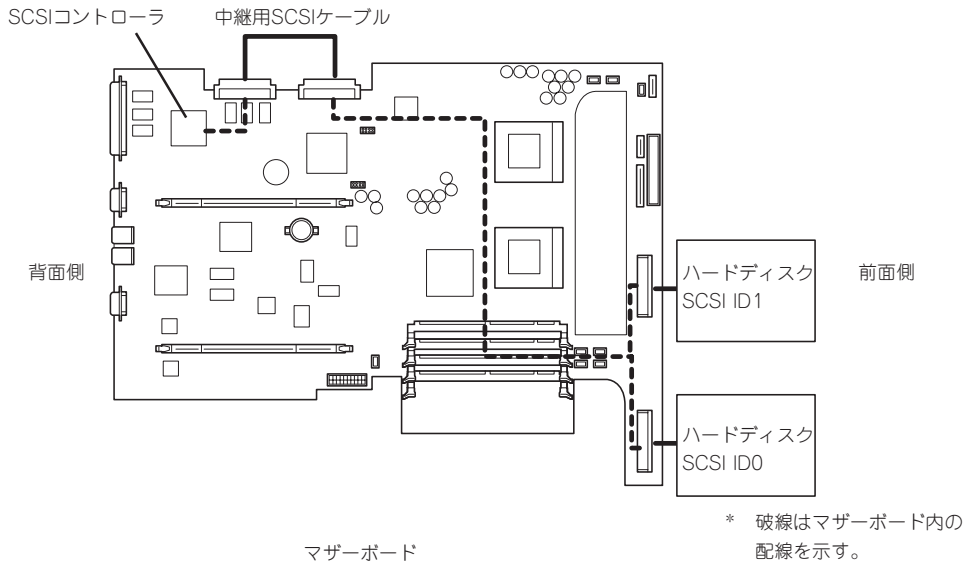 SCSIコントローラ
中継用SCSIケーブル
背面側
ハードディスク
SCSI ID1
前面側
ハードディスク
SCSI ID0
* 破線はマザーボード内の
配線を示す。
マザーボード